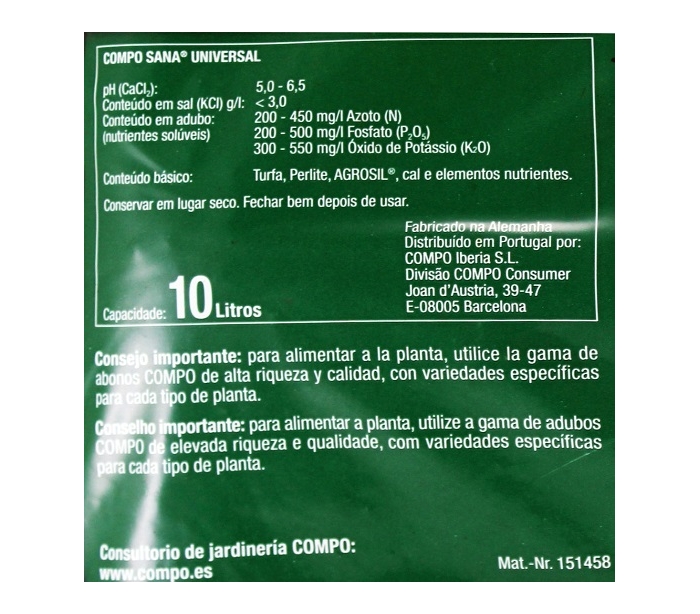 COMPO SANA® UNIVERSAL
pH (CaCl₂): 5,0 - 6,5
Conteúdo em sal (KCl) g/l: < 3,0
Conteúdo em adubo: 200 - 450 mg/l Azoto (N)
(nutrientes solúveis) 200 - 500 mg/l Fosfato (P₂O₅)
300 - 550 mg/l Óxido de Potássio (K₂O)
Conteúdo básico: Turfa, Perlite, AGROSIL®, cal e elementos nutrientes.
Conservar em lugar seco. Fechar bem depois de usar.
Fabricado na Alemanha
Distribuído em Portugal por:
COMPO Iberia S.L.
Divisão COMPO Consumer
Joan d'Austria, 39-47
E-08005 Barcelona
Capacidade: 10 Litros
Consejo importante: para alimentar a la planta, utilice la gama de
abonos COMPO de alta riqueza y calidad, con variedades específicas
para cada tipo de planta.
Conselho importante: para alimentar a planta, utilize a gama de adubos
COMPO de elevada riqueza e qualidade, com variedades específicas
para cada tipo de planta.
Consultorio de jardinería COMPO:
www.compo.es
Mat.-Nr. 151458